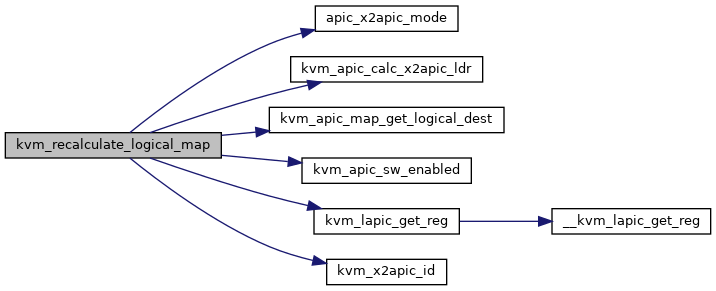 apic_x2apic_mode
kvm_apic_calc_x2apic_ldr
kvm_apic_map_get_logical_dest
kvm_recalculate_logical_map
kvm_apic_sw_enabled
kvm_lapic_get_reg
__kvm_lapic_get_reg
kvm_x2apic_id